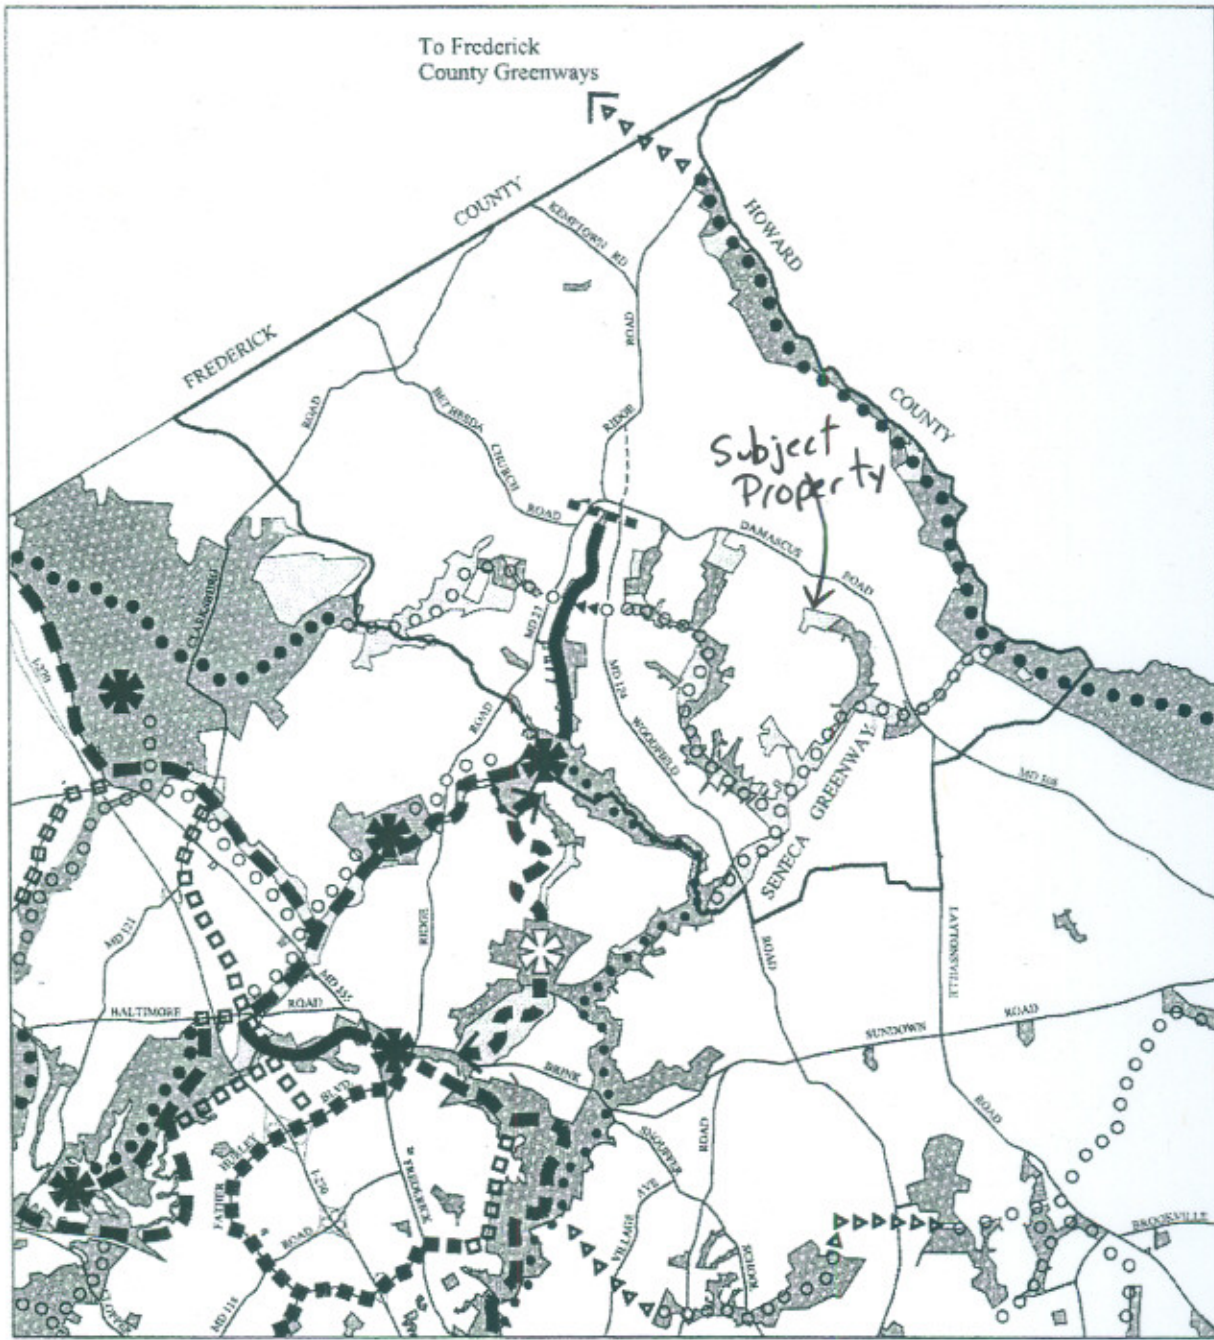 To Frederick
County Greenways
HOWARD
COUNTY
FREDERICK
COUNTY
KEMPTOWN RD
ROAD
RIDGE
ROAD
BETHESDA
CHURCH
ROAD
Subject
Property
DAMASCUS
ROAD
CLARKSBURG
I-270
MD 27
MD 124
WOODFIELD
ROAD
SENECA GREENWAY
MD 108
RIDGE
ROAD
MD 121
MD 355
BALTIMORE
ROAD
LAYTONSVILLE
ROAD
SUNDOWN
ROAD
BRINK
ROAD
SNOUFFER
FATHER
HURLEY
BLVD
I-270
FREDERICK
ROAD
VILLAGE
AVE
BROOKVILLE
MD 118